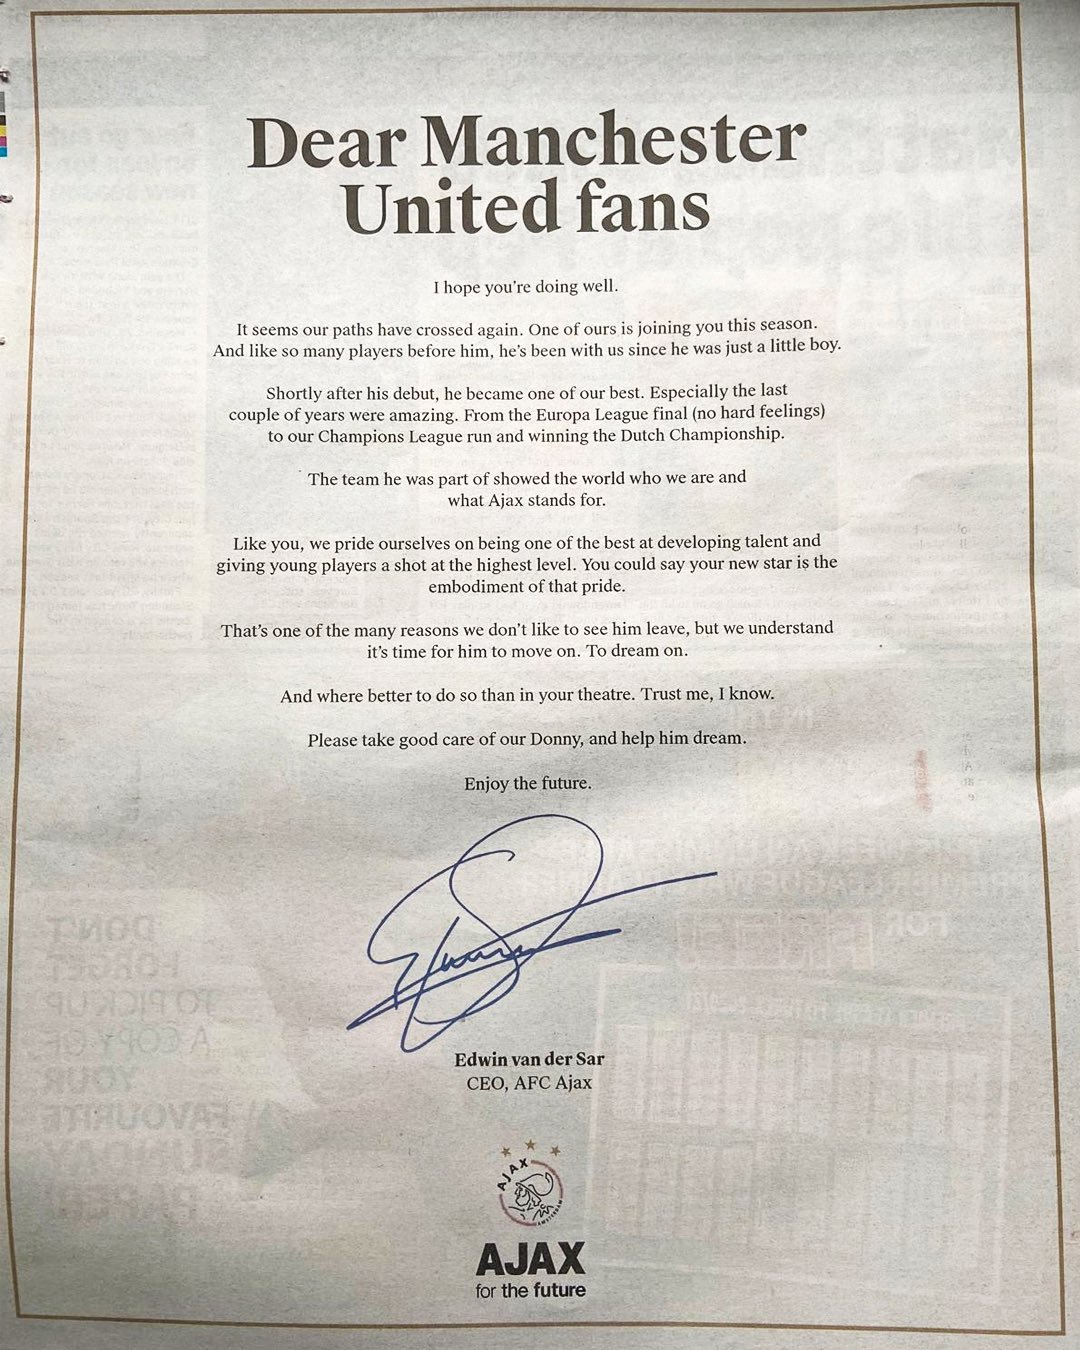 Dear Manchester
United fans
I hope you're doing well.
It seems our paths have crossed again. One of ours is joining you this season.
And like so many players before him, he's been with us since he was just a little boy.
Shortly after his debut, he became one of our best. Especially the last
couple of years were amazing. From the Europa League final (no hard feelings)
to our Champions League run and winning the Dutch Championship.
The team he was part of showed the world who we are and
what Ajax stands for.
Like you, we pride ourselves on being one of the best at developing talent and
giving young players a shot at the highest level. You could say your new star is the
embodiment of that pride.
That's one of the many reasons we don't like to see him leave, but we understand
it's time for him to move on. To dream on.
And where better to do so than in your theatre. Trust me, I know.
Please take good care of our Donny, and help him dream.
Enjoy the future.
Edwin van der Sar
CEO, AFC Ajax
AJAX
AMSTERDAM
AJAX
for the future
DON'T
FORGET
TO PICK UP
A COPY OF
YOUR
FAVOURITE
SUNDAY